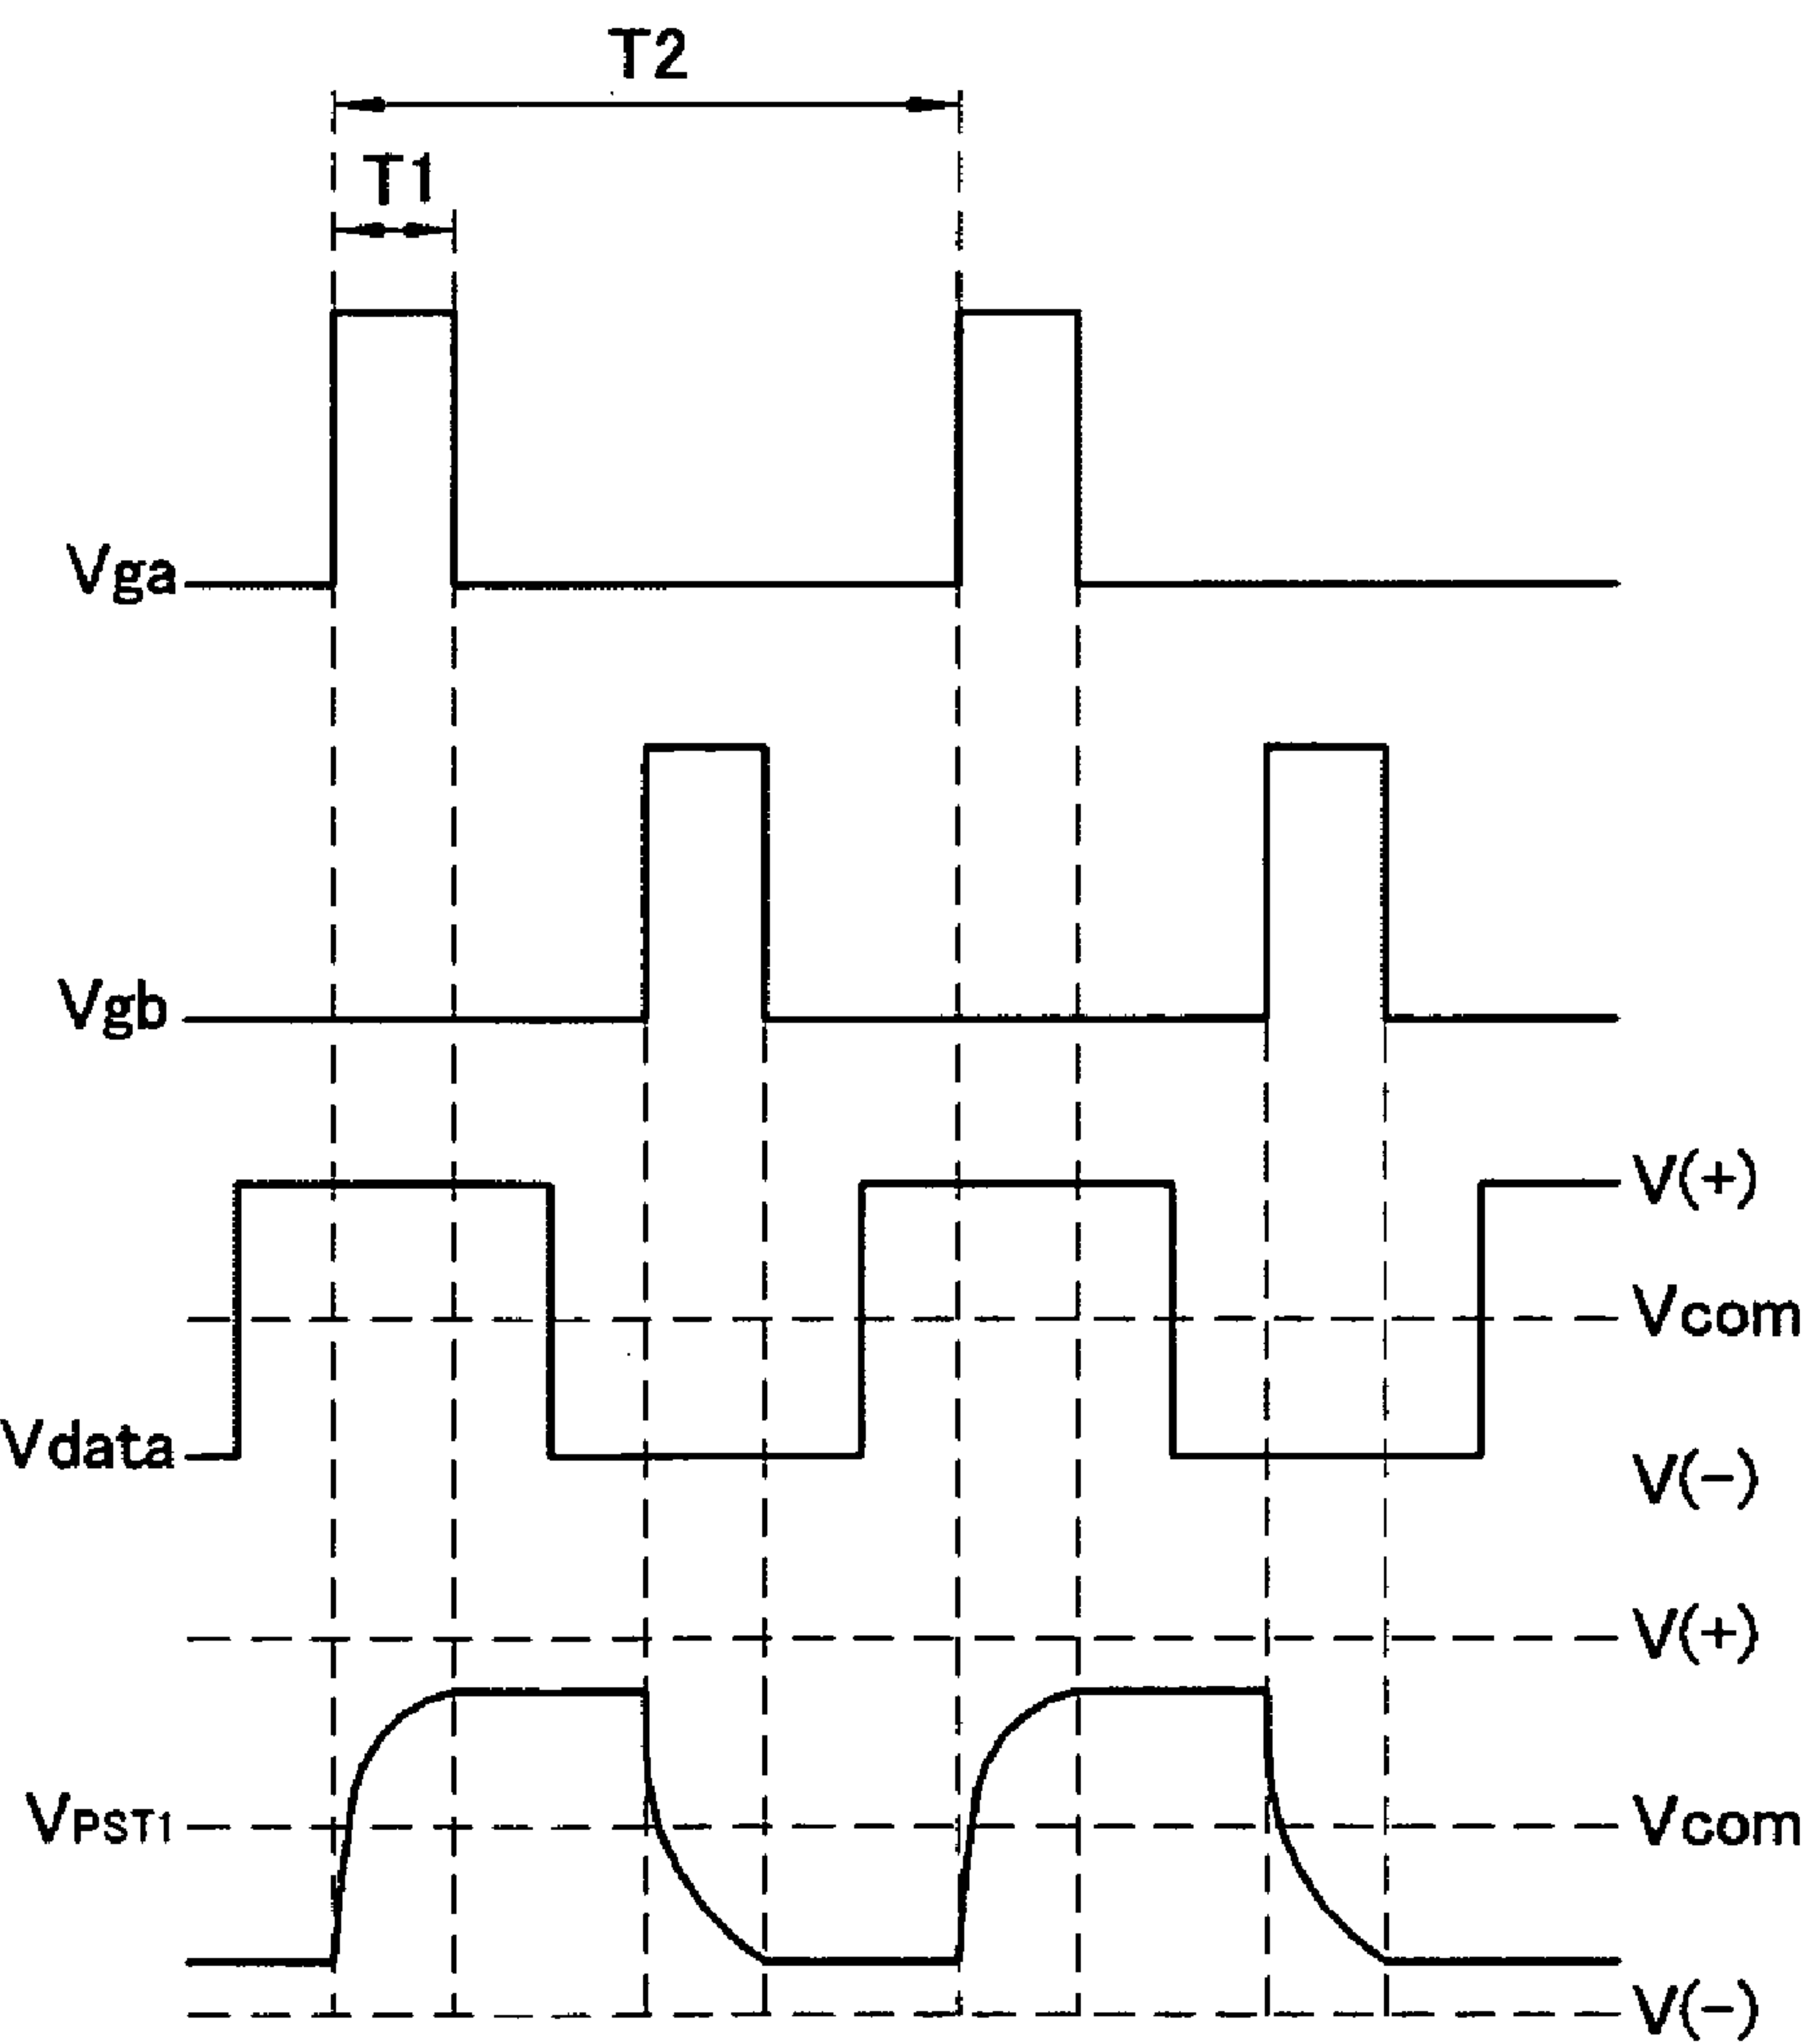 T2
T1
Vga
Vgb
V(+)
Vcom
Vdata
V(-)
V(+)
VPST1
Vcom
V(-)